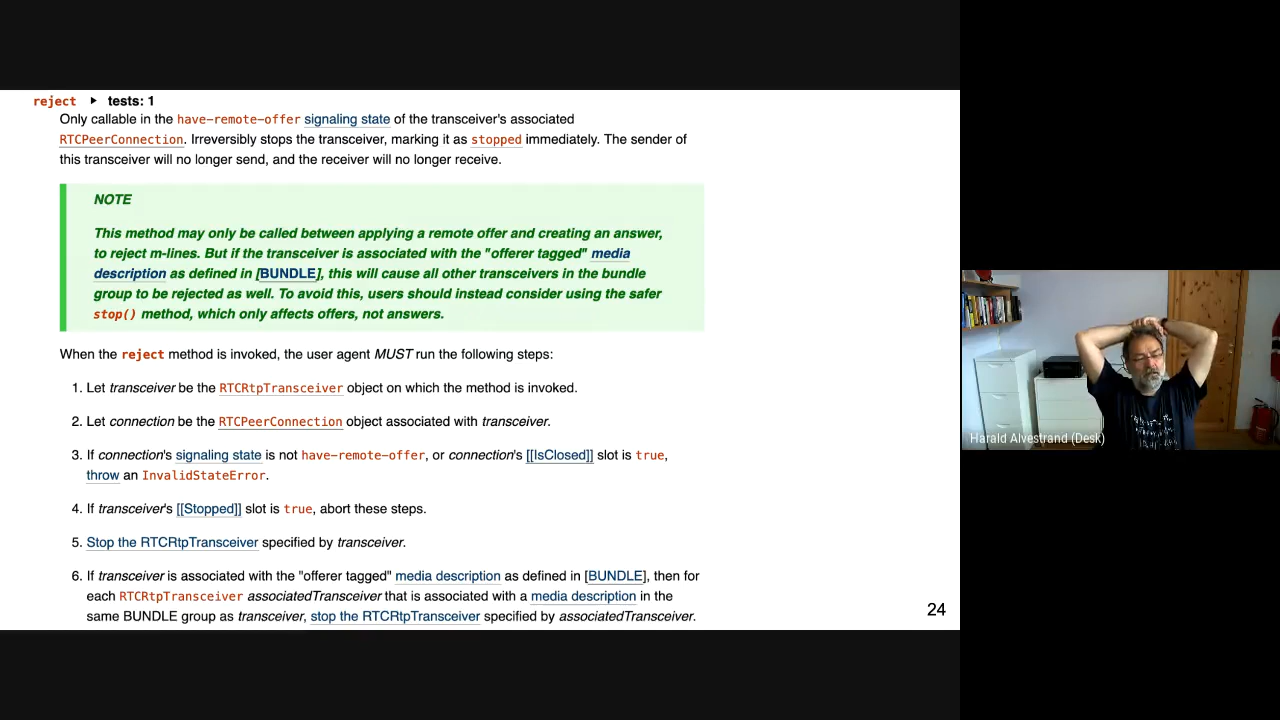 reject ▶ tests: 1
Only callable in the have-remote-offer signaling state of the transceiver's associated
RTCPeerConnection. Irreversibly stops the transceiver, marking it as stopped immediately. The sender of
this transceiver will no longer send, and the receiver will no longer receive.
NOTE
This method may only be called between applying a remote offer and creating an answer,
to reject m-lines. But if the transceiver is associated with the "offerer tagged" media
description as defined in [BUNDLE], this will cause all other transceivers in the bundle
group to be rejected as well. To avoid this, users should instead consider using the safer
stop() method, which only affects offers, not answers.
When the reject method is invoked, the user agent MUST run the following steps:
1. Let transceiver be the RTCRtpTransceiver object on which the method is invoked.
2. Let connection be the RTCPeerConnection object associated with transceiver.
3. If connection's signaling state is not have-remote-offer, or connection's [[IsClosed]] slot is true,
throw an InvalidStateError.
4. If transceiver's [[Stopped]] slot is true, abort these steps.
5. Stop the RTCRtpTransceiver specified by transceiver.
6. If transceiver is associated with the "offerer tagged" media description as defined in [BUNDLE], then for
each RTCRtpTransceiver associatedTransceiver that is associated with a media description in the
same BUNDLE group as transceiver, stop the RTCRtpTransceiver specified by associatedTransceiver.
24
Harald Alvestrand (Desk)